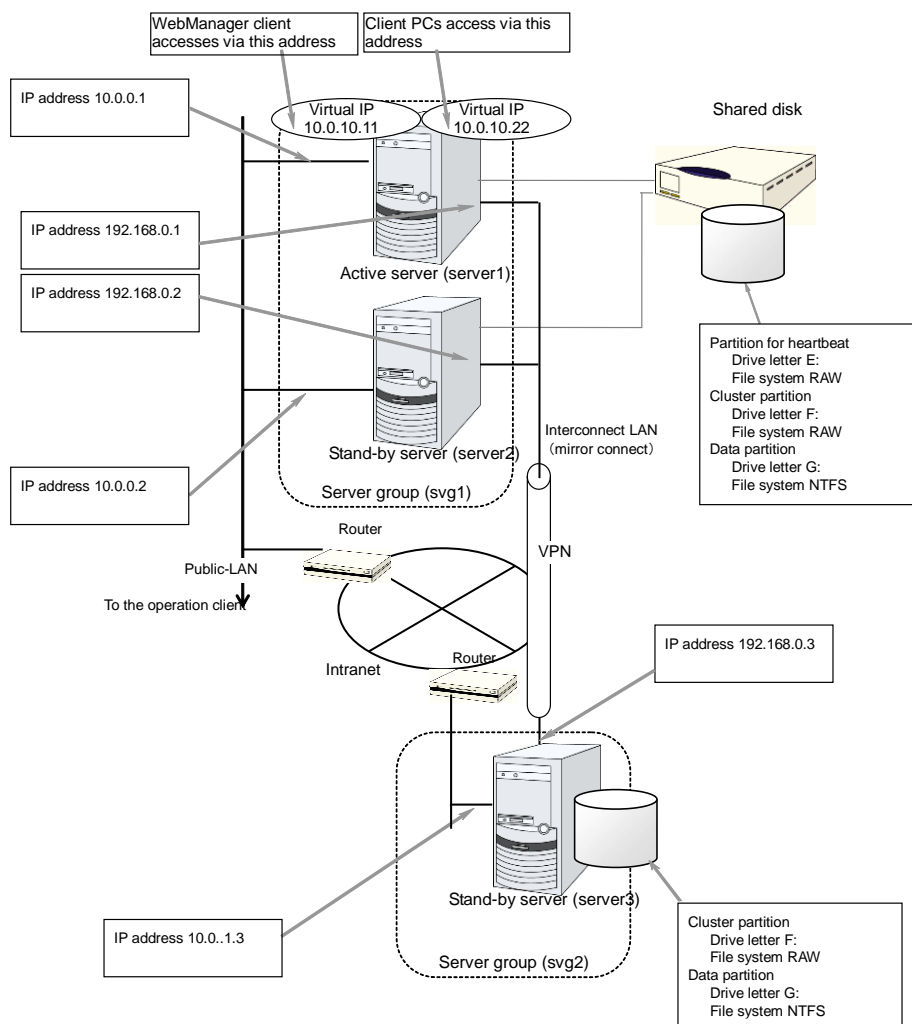 WebManager client
accesses via this address
Client PCs access via this
address
IP address 10.0.0.1
Virtual IP
10.0.10.11
Virtual IP
10.0.10.22
Shared disk
IP address 192.168.0.1
Active server (server1)
IP address 192.168.0.2
Partition for heartbeat
Drive letter E:
File system RAW
Cluster partition
Drive letter F:
File system RAW
Data partition
Drive letter G:
File system NTFS
Interconnect LAN
(mirror connect)
Stand-by server (server2)
IP address 10.0.0.2
Server group (svg1)
Router
VPN
Public-LAN
To the operation client
Intranet
Router
IP address 192.168.0.3
Stand-by server (server3)
IP address 10.0..1.3
Server group (svg2)
Cluster partition
Drive letter F:
File system RAW
Data partition
Drive letter G:
File system NTFS